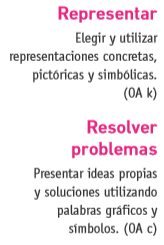 Representar
Elegir y utilizar
representaciones concretas,
pictóricas y simbólicas.
(OA k)
Resolver
problemas
Presentar ideas propias
y soluciones utilizando
palabras gráficos y
símbolos. (OA c)